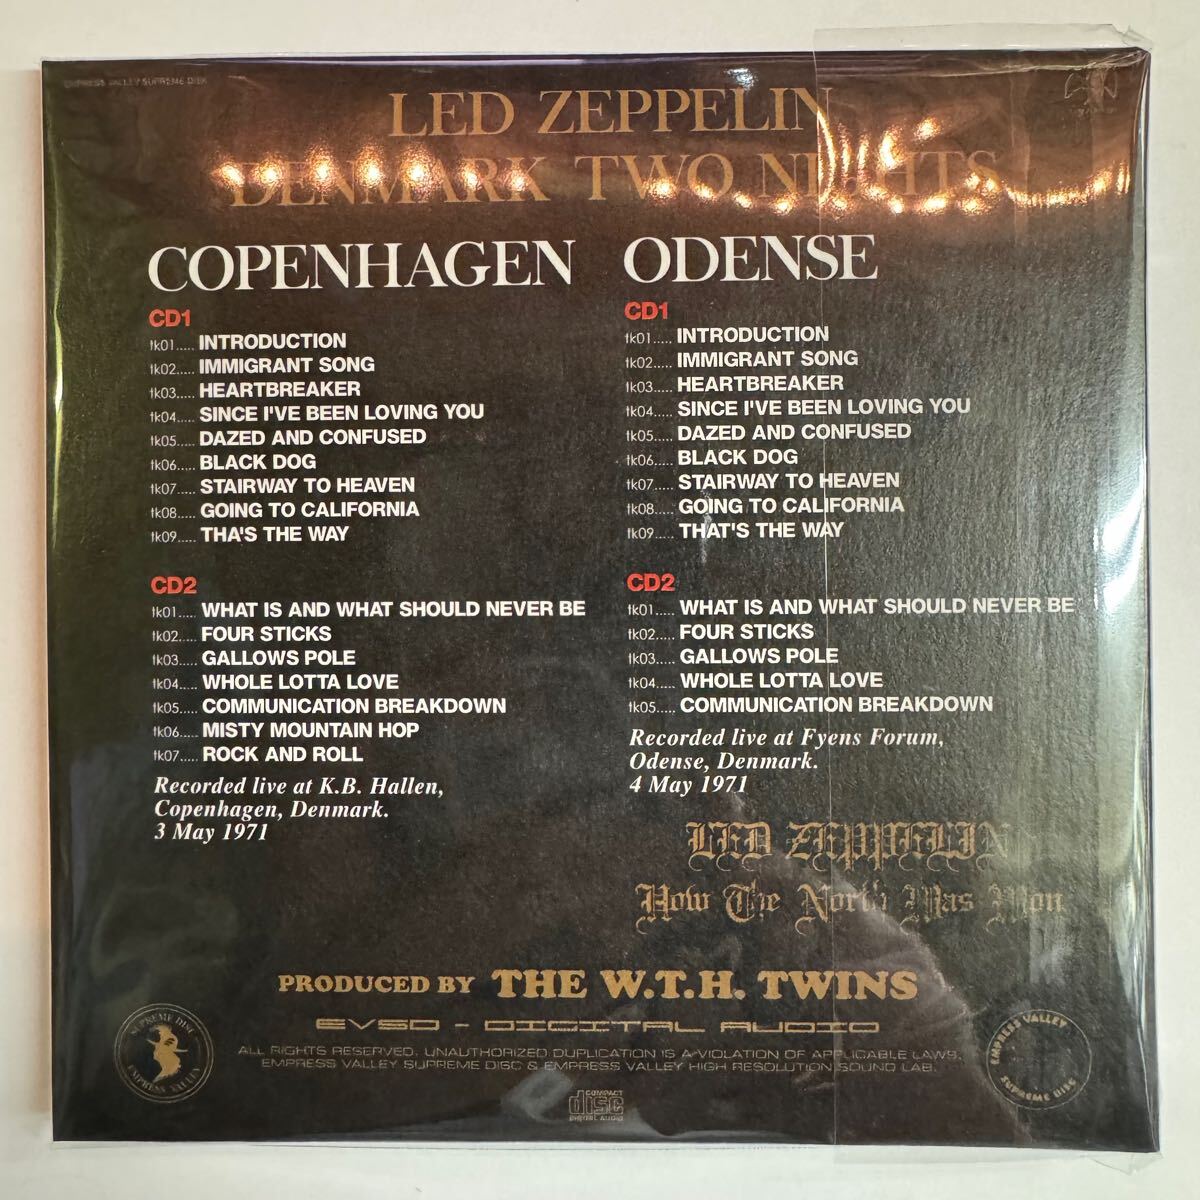 EMPRESS VALLEY SUPREME DISK
LED ZEPPELIN
DENMARK TWO NIGHTS
COPENHAGEN
CD1
tk01..... INTRODUCTION
tk02..... IMMIGRANT SONG
tk03..... HEARTBREAKER
tk04..... SINCE I'VE BEEN LOVING YOU
tk05..... DAZED AND CONFUSED
tk06..... BLACK DOG
tk07..... STAIRWAY TO HEAVEN
tk08..... GOING TO CALIFORNIA
tk09..... THA'S THE WAY
CD2
tk01..... WHAT IS AND WHAT SHOULD NEVER BE
tk02..... FOUR STICKS
tk03..... GALLOWS POLE
tk04..... WHOLE LOTTA LOVE
tk05..... COMMUNICATION BREAKDOWN
tk06..... MISTY MOUNTAIN HOP
tk07..... ROCK AND ROLL
Recorded live at K.B. Hallen,
Copenhagen, Denmark.
3 May 1971
ODENSE
CD1
tk01..... INTRODUCTION
tk02..... IMMIGRANT SONG
tk03..... HEARTBREAKER
tk04..... SINCE I'VE BEEN LOVING YOU
tk05..... DAZED AND CONFUSED
tk06..... BLACK DOG
tk07..... STAIRWAY TO HEAVEN
tk08..... GOING TO CALIFORNIA
tk09..... THAT'S THE WAY
CD2
tk01..... WHAT IS AND WHAT SHOULD NEVER BE
tk02..... FOUR STICKS
tk03..... GALLOWS POLE
tk04..... WHOLE LOTTA LOVE
tk05..... COMMUNICATION BREAKDOWN
Recorded live at Fyens Forum,
Odense, Denmark.
4 May 1971
LED ZEPPELIN
How The North Was Won
PRODUCED BY THE W.T.H. TWINS
EVSD - DIGITAL AUDIO
ALL RIGHTS RESERVED. UNAUTHORIZED DUPLICATION IS A VIOLATION OF APPLICABLE LAWS.
EMPRESS VALLEY SUPREME DISC & EMPRESS VALLEY HIGH RESOLUTION SOUND LAB.
SUPREME DISC
EMPRESS VALLEY
EMPRESS VALLEY
SUPREME DISC
COMPACT
disc
DIGITAL AUDIO